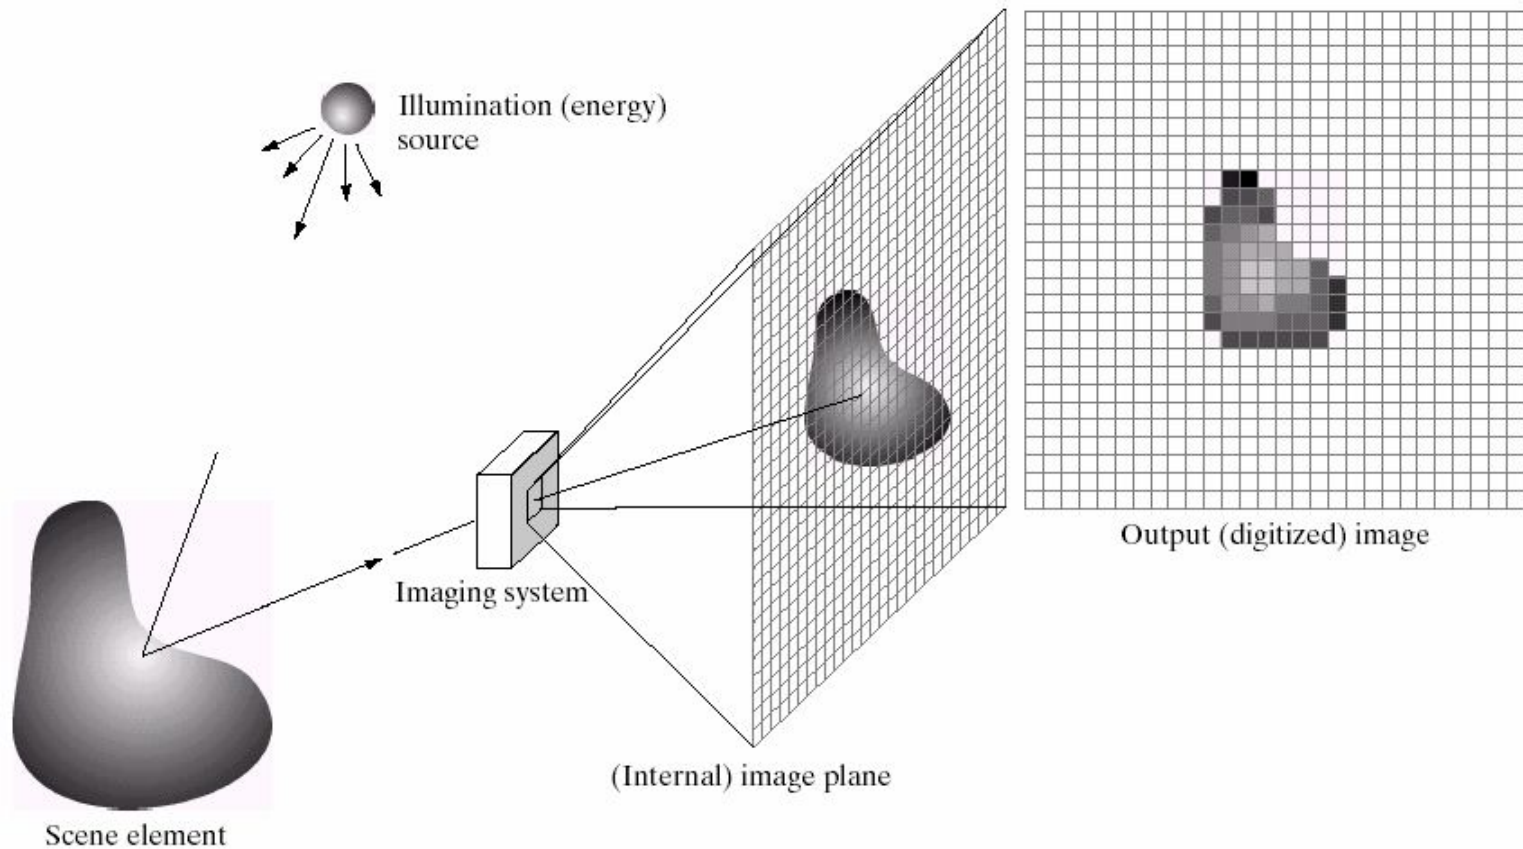 Illumination (energy)
source
Output (digitized) image
Imaging system
(Internal) image plane
Scene element